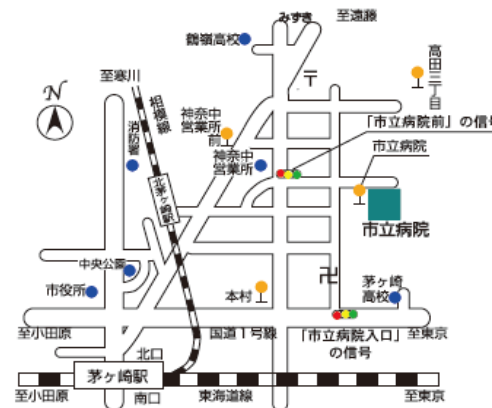 みずき
至遠藤
鶴嶺高校
高田三丁目
至寒川
〒
N
相模線
「市立病院前」の信号
消防署
神奈中
営業所
前
神奈中
営業所
市立病院
北茅ヶ崎駅
市立病院
中央公園
卍
茅ヶ崎
高校
市役所
本村
至小田原
国道1号線
「市立病院入口」
の信号
至東京
北口
茅ヶ崎駅
至小田原
南口
東海道線
至東京